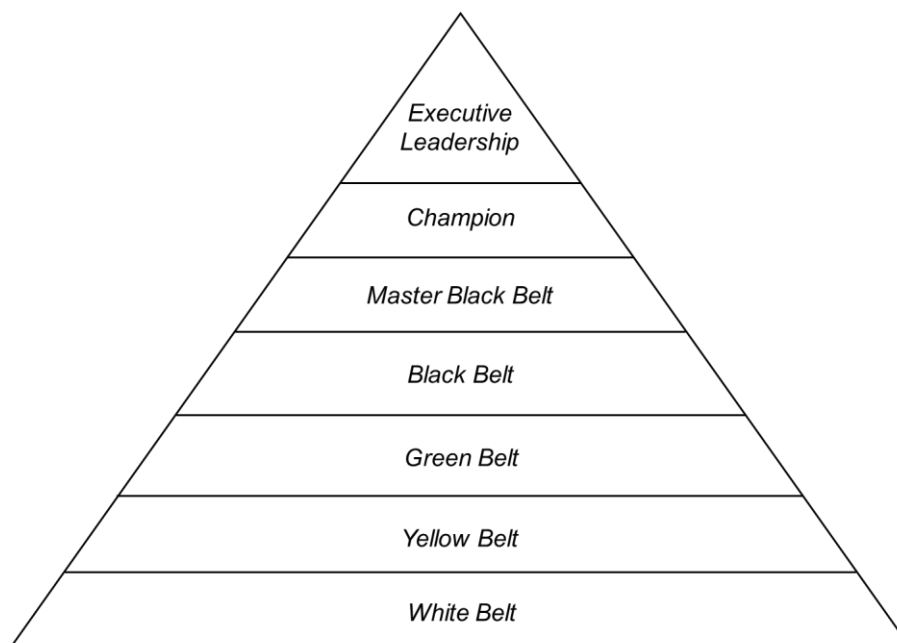 Executive
Leadership
Champion
Master Black Belt
Black Belt
Green Belt
Yellow Belt
White Belt